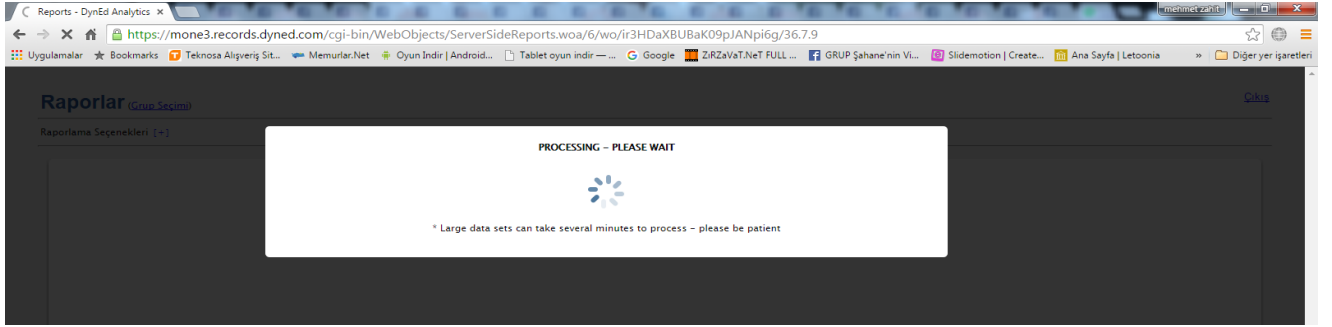 Reports - DynEd Analytics
mehmet zahit
https://mone3.records.dyned.com/cgi-bin/WebObjects/ServerSideReports.woa/6/wo/ir3HDaXBUBaK09pJANpi6g/36.7.9
Uygulamalar Bookmarks Teknosa Alışveriş Sit... Memurlar.Net Oyun Indir | Android... Tablet oyun indir — ... Google ZiRZaVaT.NeT FULL ... GRUP Şahane'nin Vi... Slidemotion | Create... Ana Sayfa | Letoonia » Diğer yer işaretleri
Raporlar (Grup Seçimi) Çıkış
Raporlama Seçenekleri [+]
PROCESSING – PLEASE WAIT
* Large data sets can take several minutes to process – please be patient